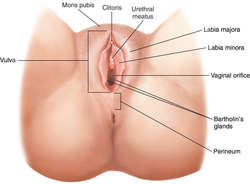 Mons pubis
Clitoris
Urethral
meatus
Labia majora
Labia minora
Vulva
Vaginal orifice
Bartholin's
glands
Perineum